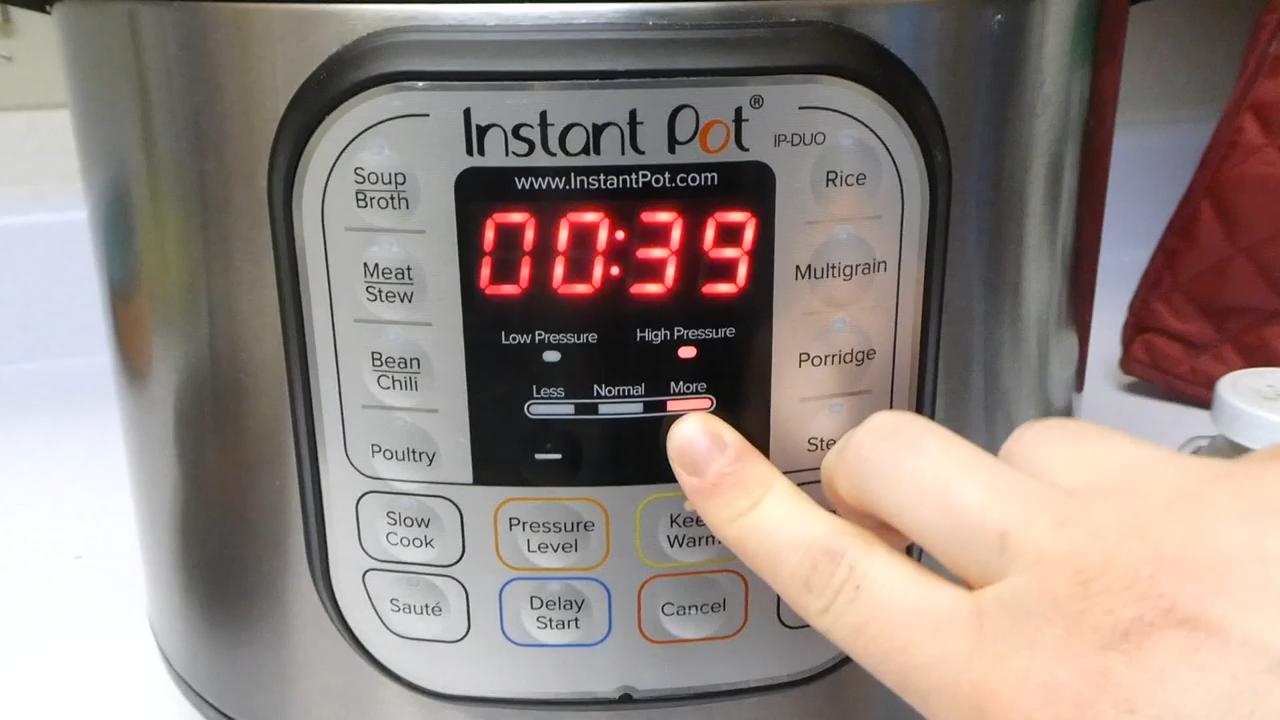 Instant Pot®
IP-DUO
www.InstantPot.com
00:39
Low Pressure
High Pressure
Less
Normal
More
Soup
Broth
Meat
Stew
Bean
Chili
Poultry
Rice
Multigrain
Porridge
Slow
Cook
Pressure
Level
Warm
Sauté
Delay
Start
Cancel